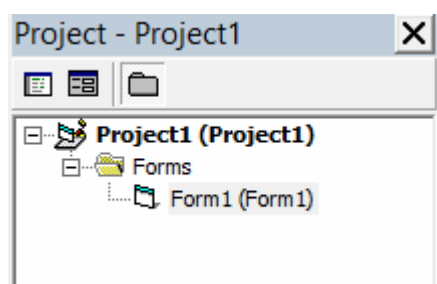 Project - Project1
Project1 (Project1)
Forms
Form1 (Form1)